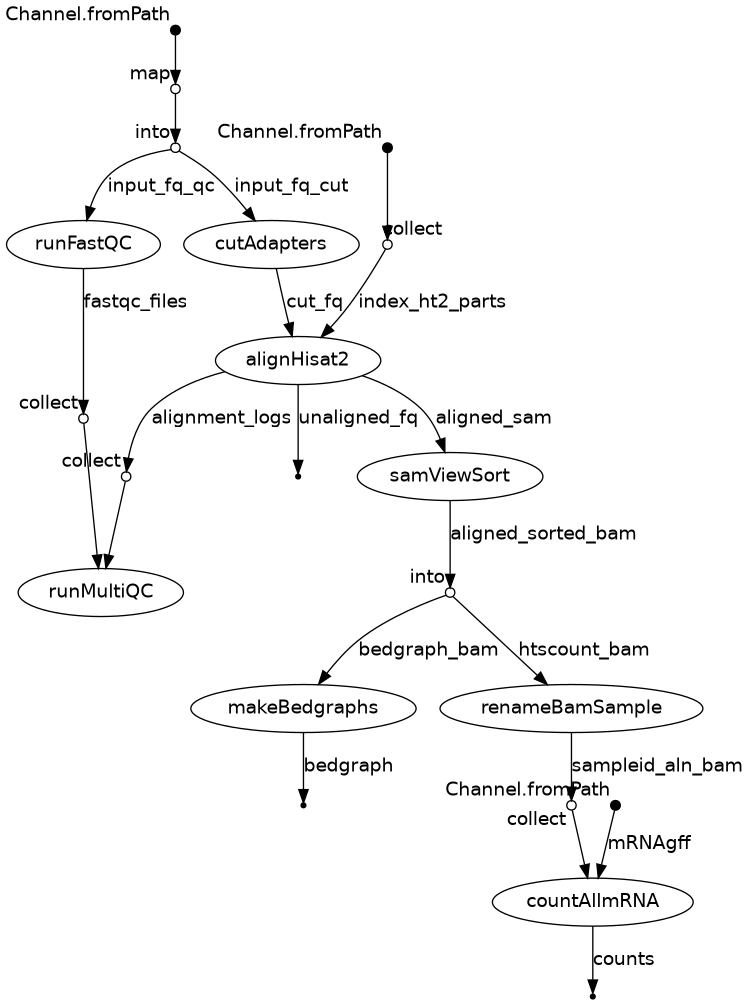 Channel.fromPath
map
into
Channel.fromPath
input_fq_qc
input_fq_cut
collect
runFastQC
cutAdapters
fastqc_files
cut_fq
index_ht2_parts
alignHisat2
collect
alignment_logs
unaligned_fq
aligned_sam
collect
samViewSort
aligned_sorted_bam
into
runMultiQC
bedgraph_bam
htscount_bam
makeBedgraphs
renameBamSample
bedgraph
sampleid_aln_bam
Channel.fromPath
collect
mRNAgff
countAllmRNA
counts